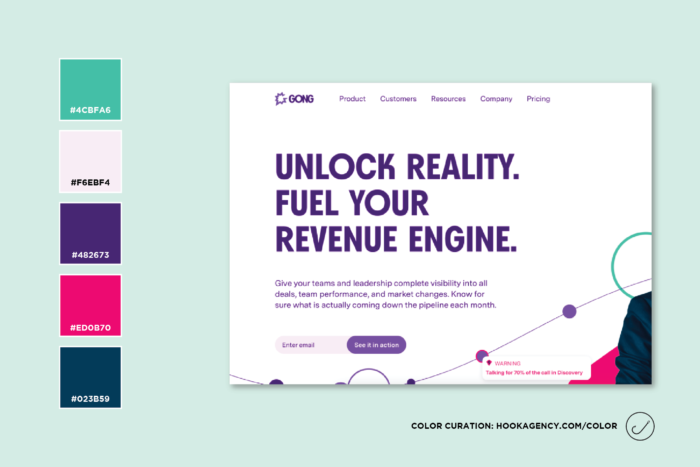 #4CBFA6
#F6EBF4
#482673
#ED0B70
#023B59
GONG
Product Customers Resources Company Pricing
UNLOCK REALITY.
FUEL YOUR
REVENUE ENGINE.
Give your teams and leadership complete visibility into all
deals, team performance, and market changes. Know for
sure what is actually coming down the pipeline each month.
Enter email See it in action
WARNING
Talking for 76% of the call in Discovery
COLOR CURATION: HOOKAGENCY.COM/COLOR